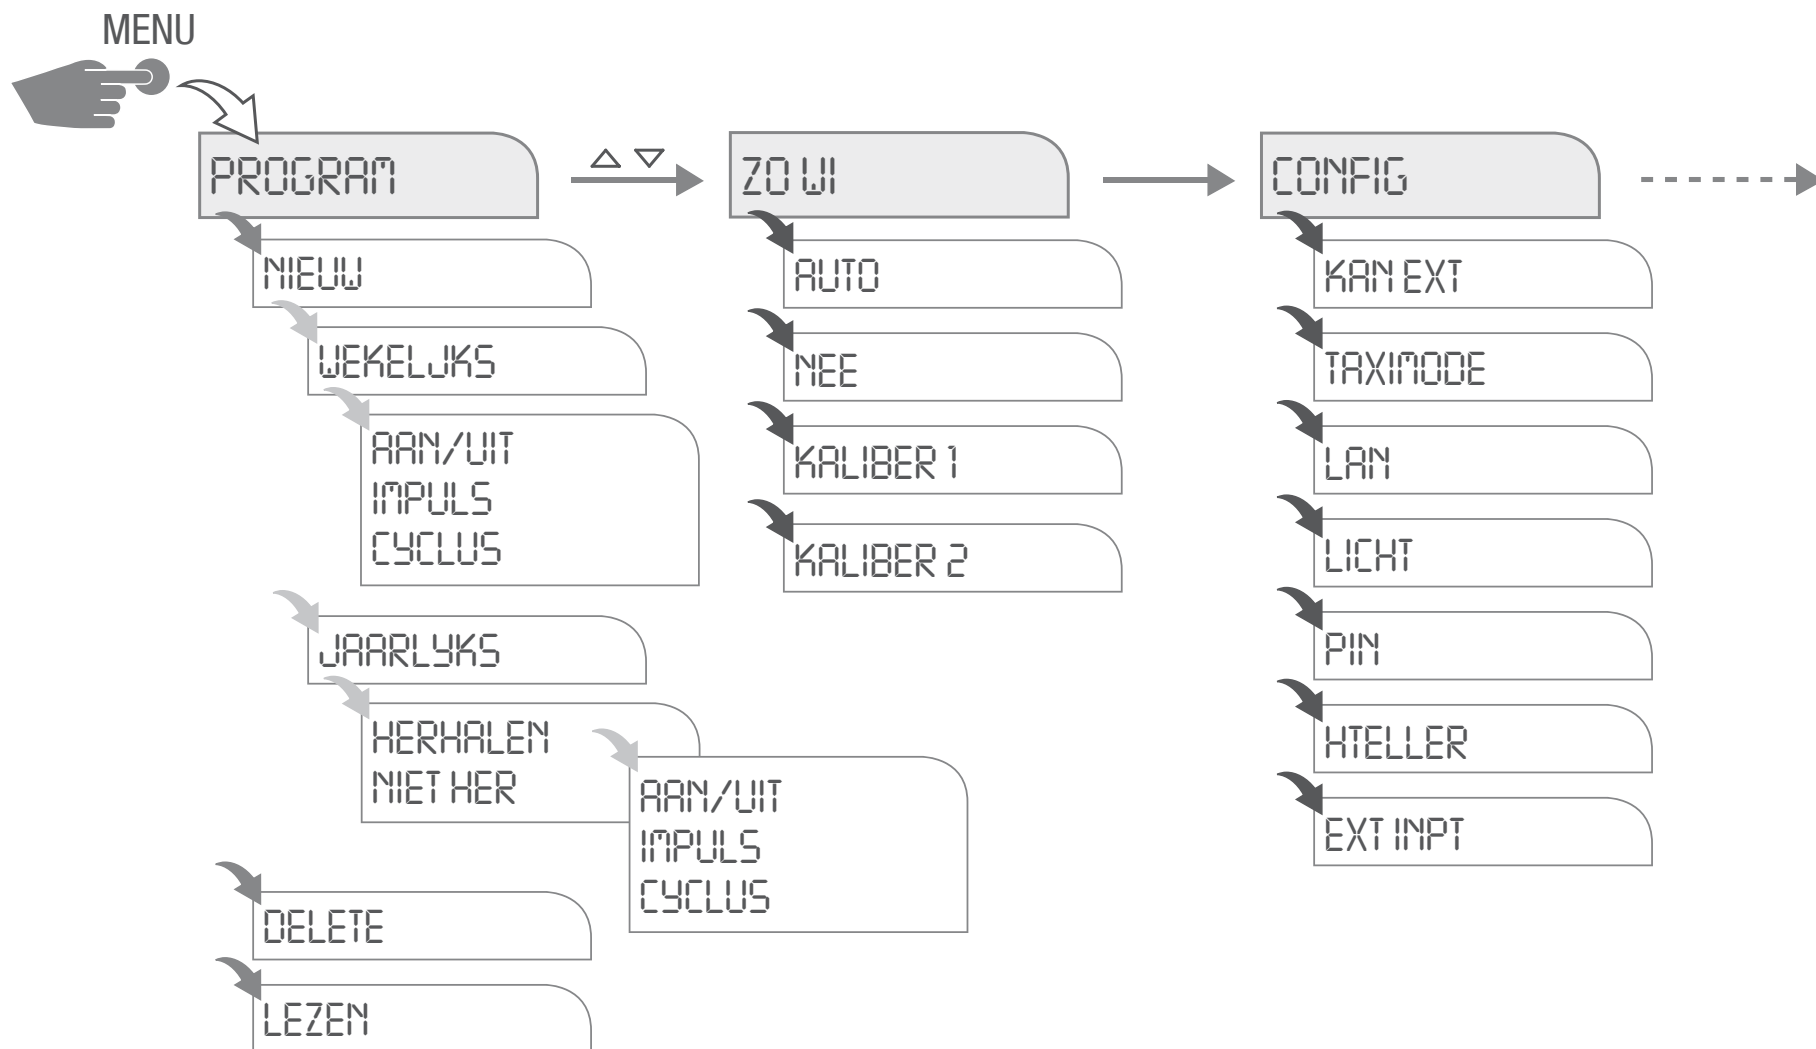 MENU
PROGRAM
NIEUW
WEKELIJKS
AAN/UIT
IMPULS
CYCLUS
JAARLYKS
HERHALEN
NIET HER
AAN/UIT
IMPULS
CYCLUS
DELETE
LEZEN
ZO WI
AUTO
NEE
KALIBER 1
KALIBER 2
CONFIG
KAN EXT
TAXIMODE
LAN
LICHT
PIN
HTELLER
EXT INPT